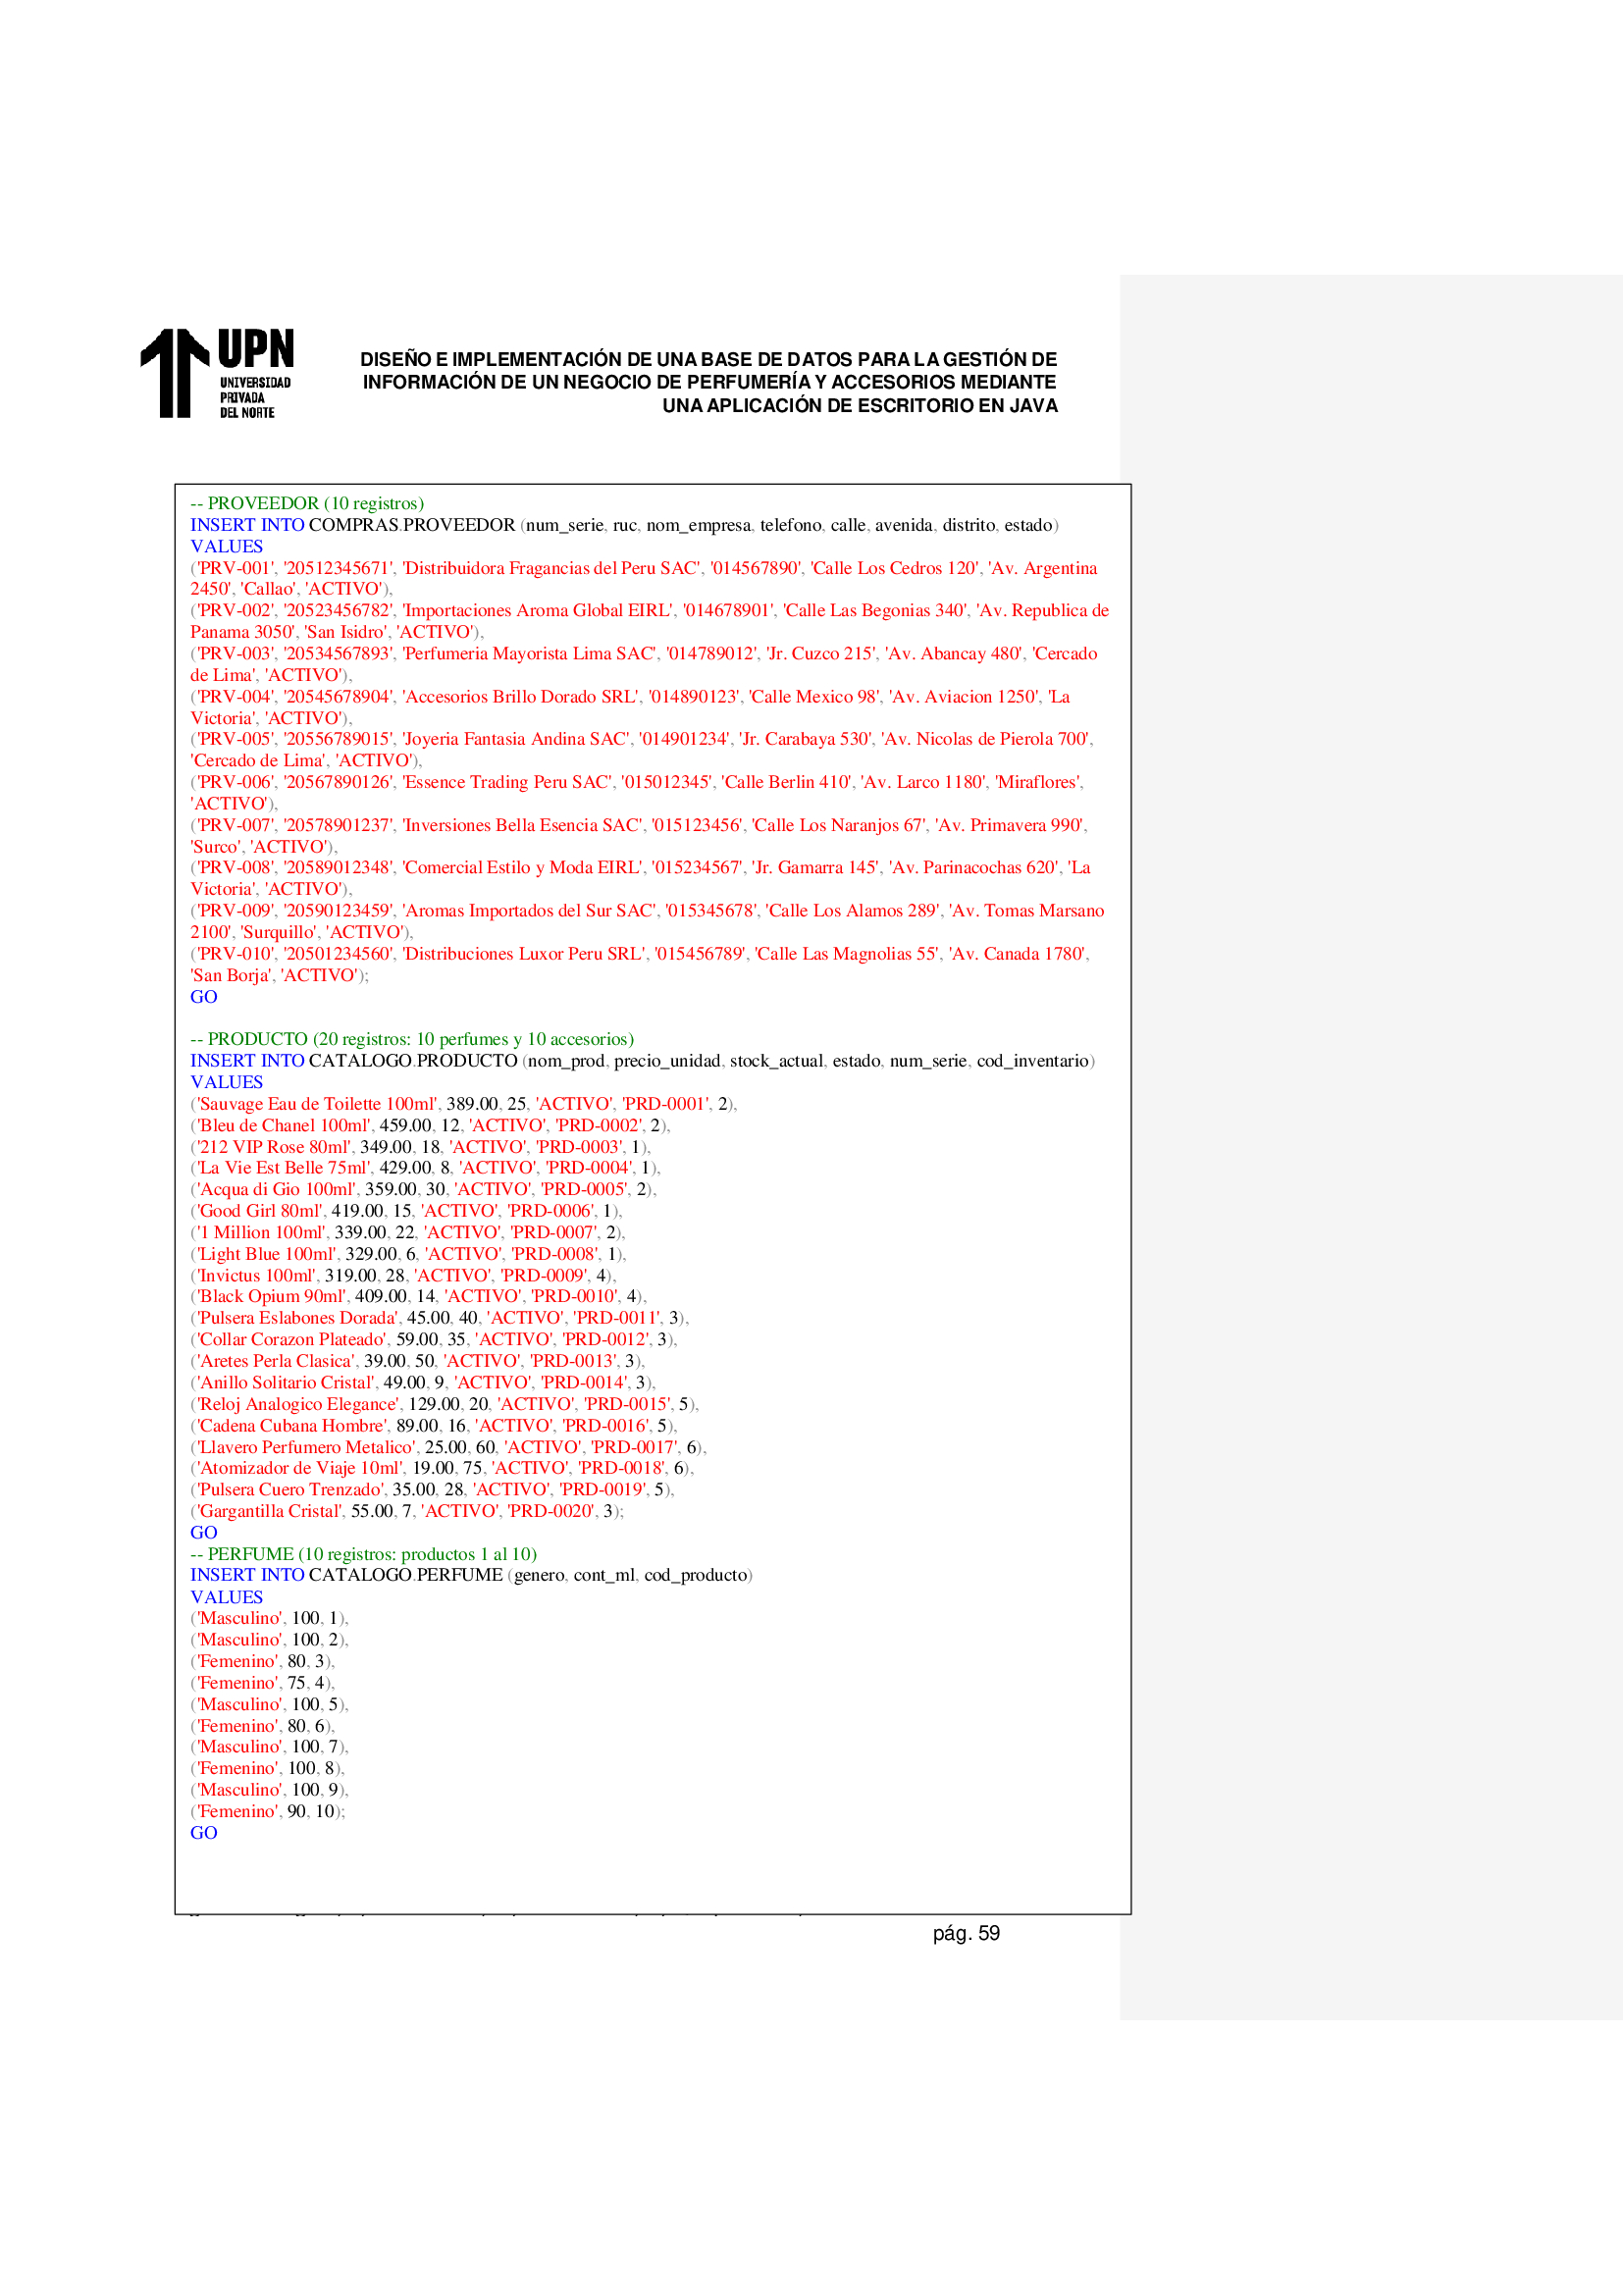 UPN
UNIVERSIDAD
PRIVADA
DEL NORTE
DISEÑO E IMPLEMENTACIÓN DE UNA BASE DE DATOS PARA LA GESTIÓN DE
INFORMACIÓN DE UN NEGOCIO DE PERFUMERÍA Y ACCESORIOS MEDIANTE
UNA APLICACIÓN DE ESCRITORIO EN JAVA
-- PROVEEDOR (10 registros)
INSERT INTO COMPRAS.PROVEEDOR (num_serie, ruc, nom_empresa, telefono, calle, avenida, distrito, estado)
VALUES
('PRV-001', '20512345671', 'Distribuidora Fragancias del Peru SAC', '014567890', 'Calle Los Cedros 120', 'Av. Argentina
2450', 'Callao', 'ACTIVO'),
('PRV-002', '20523456782', 'Importaciones Aroma Global EIRL', '014678901', 'Calle Las Begonias 340', 'Av. Republica de
Panama 3050', 'San Isidro', 'ACTIVO'),
('PRV-003', '20534567893', 'Perfumeria Mayorista Lima SAC', '014789012', 'Jr. Cuzco 215', 'Av. Abancay 480', 'Cercado
de Lima', 'ACTIVO'),
('PRV-004', '20545678904', 'Accesorios Brillo Dorado SRL', '014890123', 'Calle Mexico 98', 'Av. Aviacion 1250', 'La
Victoria', 'ACTIVO'),
('PRV-005', '20556789015', 'Joyeria Fantasia Andina SAC', '014901234', 'Jr. Carabaya 530', 'Av. Nicolas de Pierola 700',
'Cercado de Lima', 'ACTIVO'),
('PRV-006', '20567890126', 'Essence Trading Peru SAC', '015012345', 'Calle Berlin 410', 'Av. Larco 1180', 'Miraflores',
'ACTIVO'),
('PRV-007', '20578901237', 'Inversiones Bella Esencia SAC', '015123456', 'Calle Los Naranjos 67', 'Av. Primavera 990',
'Surco', 'ACTIVO'),
('PRV-008', '20589012348', 'Comercial Estilo y Moda EIRL', '015234567', 'Jr. Gamarra 145', 'Av. Parinacochas 620', 'La
Victoria', 'ACTIVO'),
('PRV-009', '20590123459', 'Aromas Importados del Sur SAC', '015345678', 'Calle Los Alamos 289', 'Av. Tomas Marsano
2100', 'Surquillo', 'ACTIVO'),
('PRV-010', '20501234560', 'Distribuciones Luxor Peru SRL', '015456789', 'Calle Las Magnolias 55', 'Av. Canada 1780',
'San Borja', 'ACTIVO');
GO
-- PRODUCTO (20 registros: 10 perfumes y 10 accesorios)
INSERT INTO CATALOGO.PRODUCTO (nom_prod, precio_unidad, stock_actual, estado, num_serie, cod_inventario)
VALUES
('Sauvage Eau de Toilette 100ml', 389.00, 25, 'ACTIVO', 'PRD-0001', 2),
('Bleu de Chanel 100ml', 459.00, 12, 'ACTIVO', 'PRD-0002', 2),
('212 VIP Rose 80ml', 349.00, 18, 'ACTIVO', 'PRD-0003', 1),
('La Vie Est Belle 75ml', 429.00, 8, 'ACTIVO', 'PRD-0004', 1),
('Acqua di Gio 100ml', 359.00, 30, 'ACTIVO', 'PRD-0005', 2),
('Good Girl 80ml', 419.00, 15, 'ACTIVO', 'PRD-0006', 1),
('1 Million 100ml', 339.00, 22, 'ACTIVO', 'PRD-0007', 2),
('Light Blue 100ml', 329.00, 6, 'ACTIVO', 'PRD-0008', 1),
('Invictus 100ml', 319.00, 28, 'ACTIVO', 'PRD-0009', 4),
('Black Opium 90ml', 409.00, 14, 'ACTIVO', 'PRD-0010', 4),
('Pulsera Eslabones Dorada', 45.00, 40, 'ACTIVO', 'PRD-0011', 3),
('Collar Corazon Plateado', 59.00, 35, 'ACTIVO', 'PRD-0012', 3),
('Aretes Perla Clasica', 39.00, 50, 'ACTIVO', 'PRD-0013', 3),
('Anillo Solitario Cristal', 49.00, 9, 'ACTIVO', 'PRD-0014', 3),
('Reloj Analogico Elegance', 129.00, 20, 'ACTIVO', 'PRD-0015', 5),
('Cadena Cubana Hombre', 89.00, 16, 'ACTIVO', 'PRD-0016', 5),
('Llavero Perfumero Metalico', 25.00, 60, 'ACTIVO', 'PRD-0017', 6),
('Atomizador de Viaje 10ml', 19.00, 75, 'ACTIVO', 'PRD-0018', 6),
('Pulsera Cuero Trenzado', 35.00, 28, 'ACTIVO', 'PRD-0019', 5),
('Gargantilla Cristal', 55.00, 7, 'ACTIVO', 'PRD-0020', 3);
GO
-- PERFUME (10 registros: productos 1 al 10)
INSERT INTO CATALOGO.PERFUME (genero, cont_ml, cod_producto)
VALUES
('Masculino', 100, 1),
('Masculino', 100, 2),
('Femenino', 80, 3),
('Femenino', 75, 4),
('Masculino', 100, 5),
('Femenino', 80, 6),
('Masculino', 100, 7),
('Femenino', 100, 8),
('Masculino', 100, 9),
('Femenino', 90, 10);
GO
pág. 59